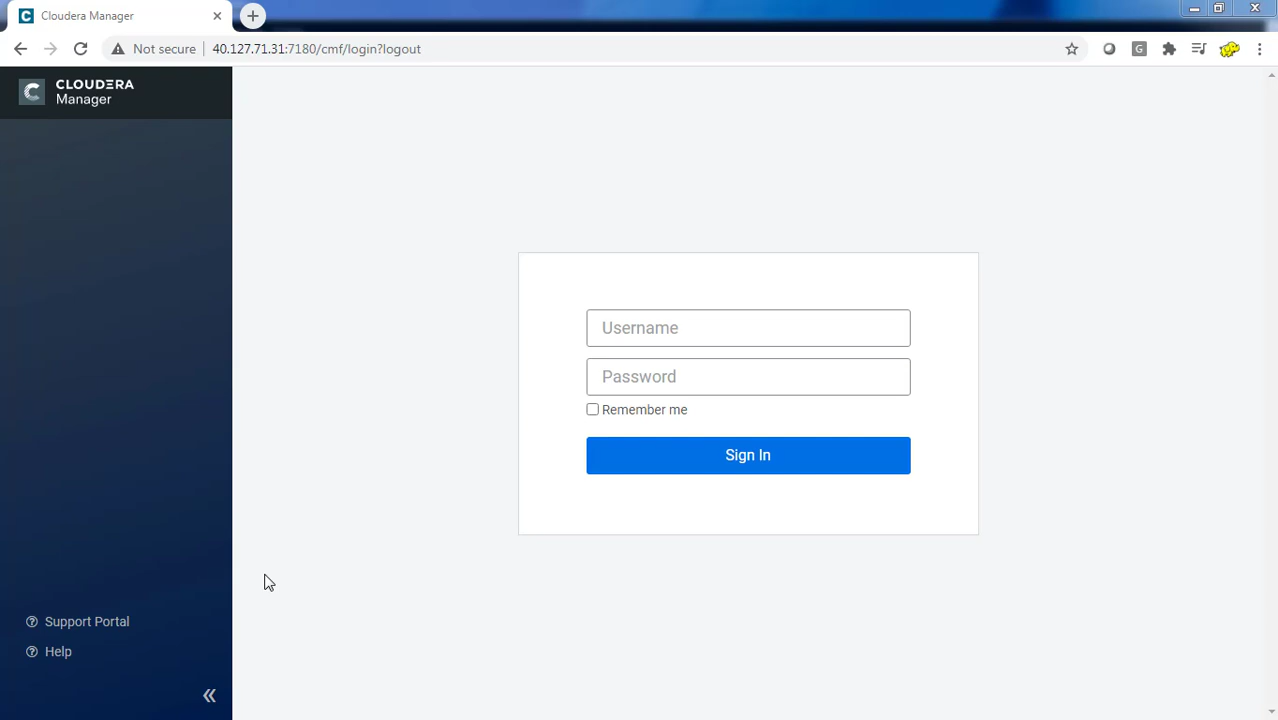 Cloudera Manager
Not secure
40.127.71.31:7180/cmf/login?logout
G
CLOUDERA
Manager
Username
Password
Remember me
Sign In
Support Portal
Help